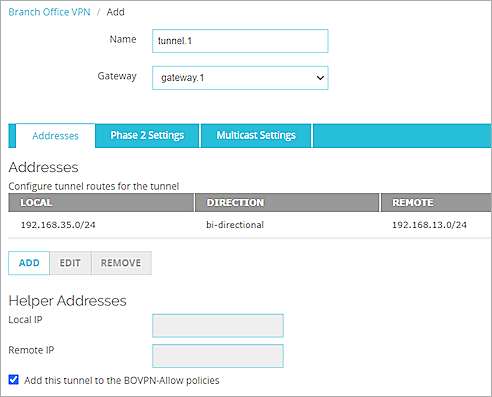 Branch Office VPN / Add
Name tunnel.1
Gateway gateway.1
Addresses Phase 2 Settings Multicast Settings
Addresses
Configure tunnel routes for the tunnel
LOCAL DIRECTION REMOTE
192.168.35.0/24 bi-directional 192.168.13.0/24
ADD EDIT REMOVE
Helper Addresses
Local IP
Remote IP
Add this tunnel to the BOVPN-Allow policies